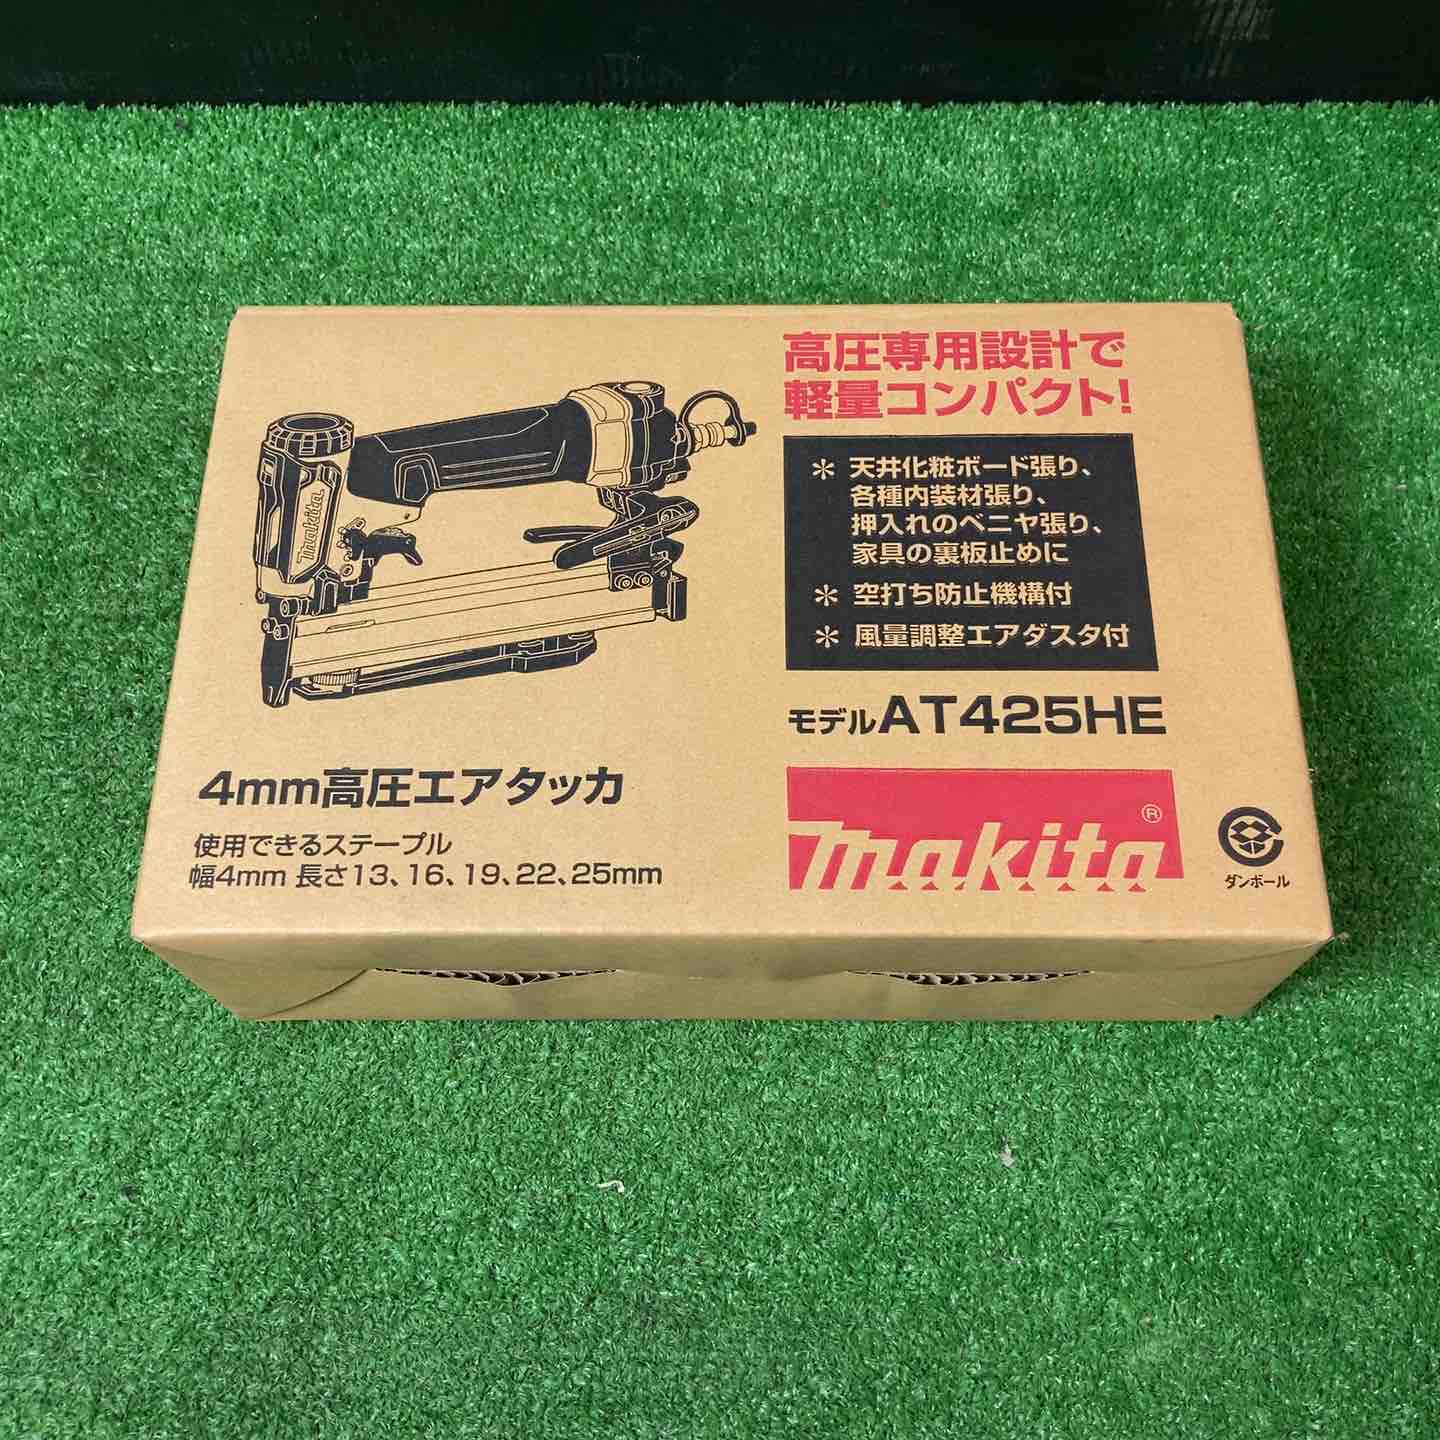 高圧専用設計で
軽量コンパクト!
＊ 天井化粧ボード張り、
各種内装材張り、
押入れのベニヤ張り、
家具の裏板止めに
＊ 空打ち防止機構付
＊ 風量調整エアダスタ付
モデルAT425HE
makita
4mm高圧エアタッカ
使用できるステープル
幅4mm 長さ13、16、19、22、25mm
makita®
ダンボール